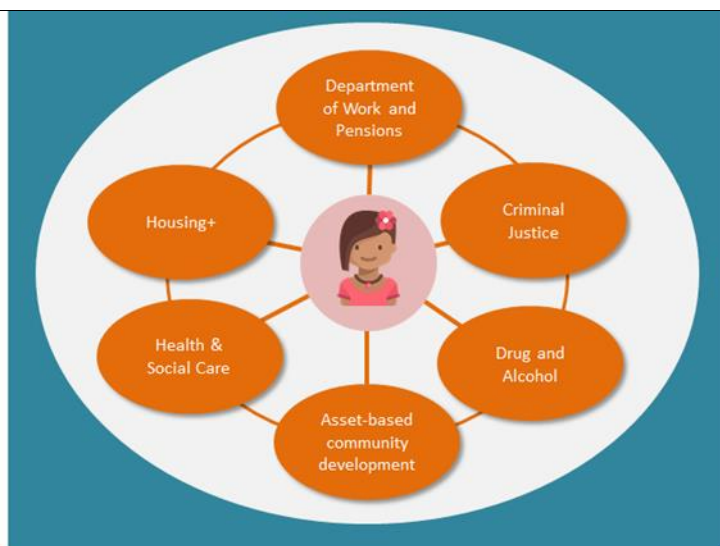 Department
of Work and
Pensions
Housing+
Criminal
Justice
Health &
Social Care
Drug and
Alcohol
Asset-based
community
development